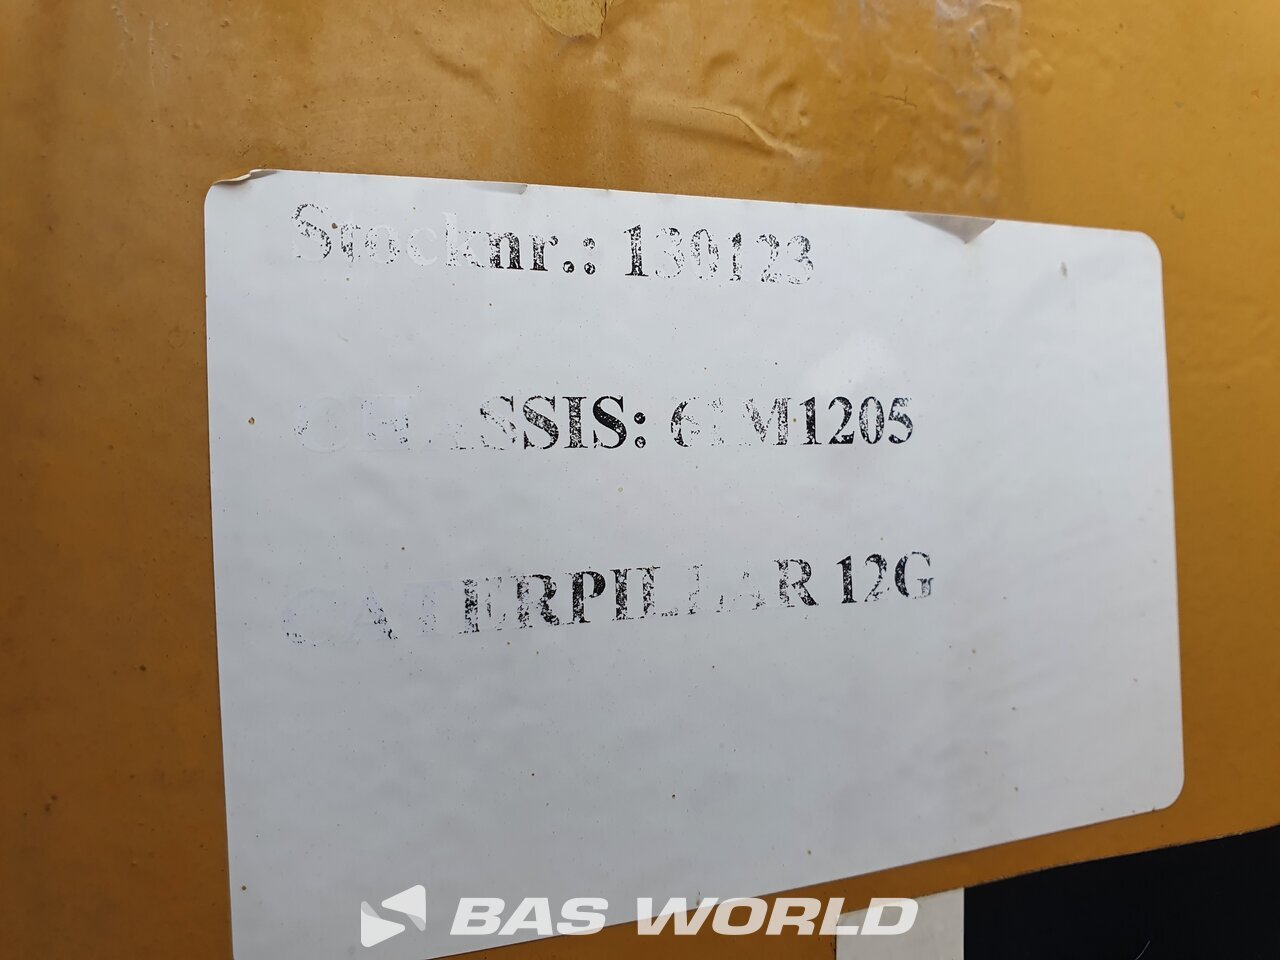 Stocknr.: 130123
CHASSIS: 61M1205
CATERPILLAR 12G
BAS WORLD